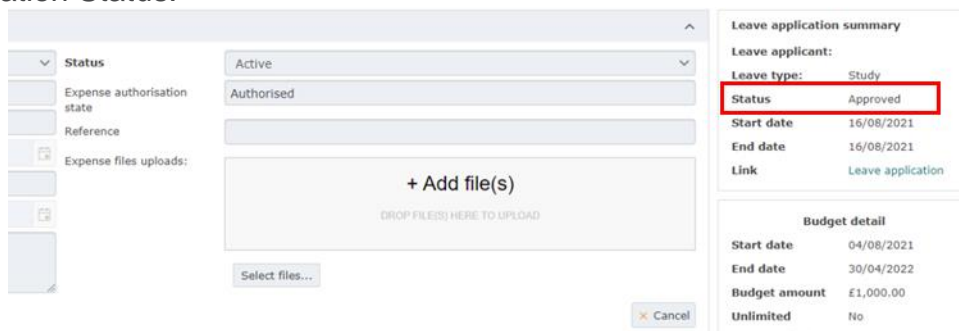 Status
Active
Expense authorisation
state
Authorised
Reference
Expense files uploads:
+ Add file(s)
DROP FILE(S) HERE TO UPLOAD
Select files...
× Cancel
Leave application summary
Leave applicant:
Leave type: Study
Status Approved
Start date 16/08/2021
End date 16/08/2021
Link Leave application
Budget detail
Start date 04/08/2021
End date 30/04/2022
Budget amount £1,000.00
Unlimited No